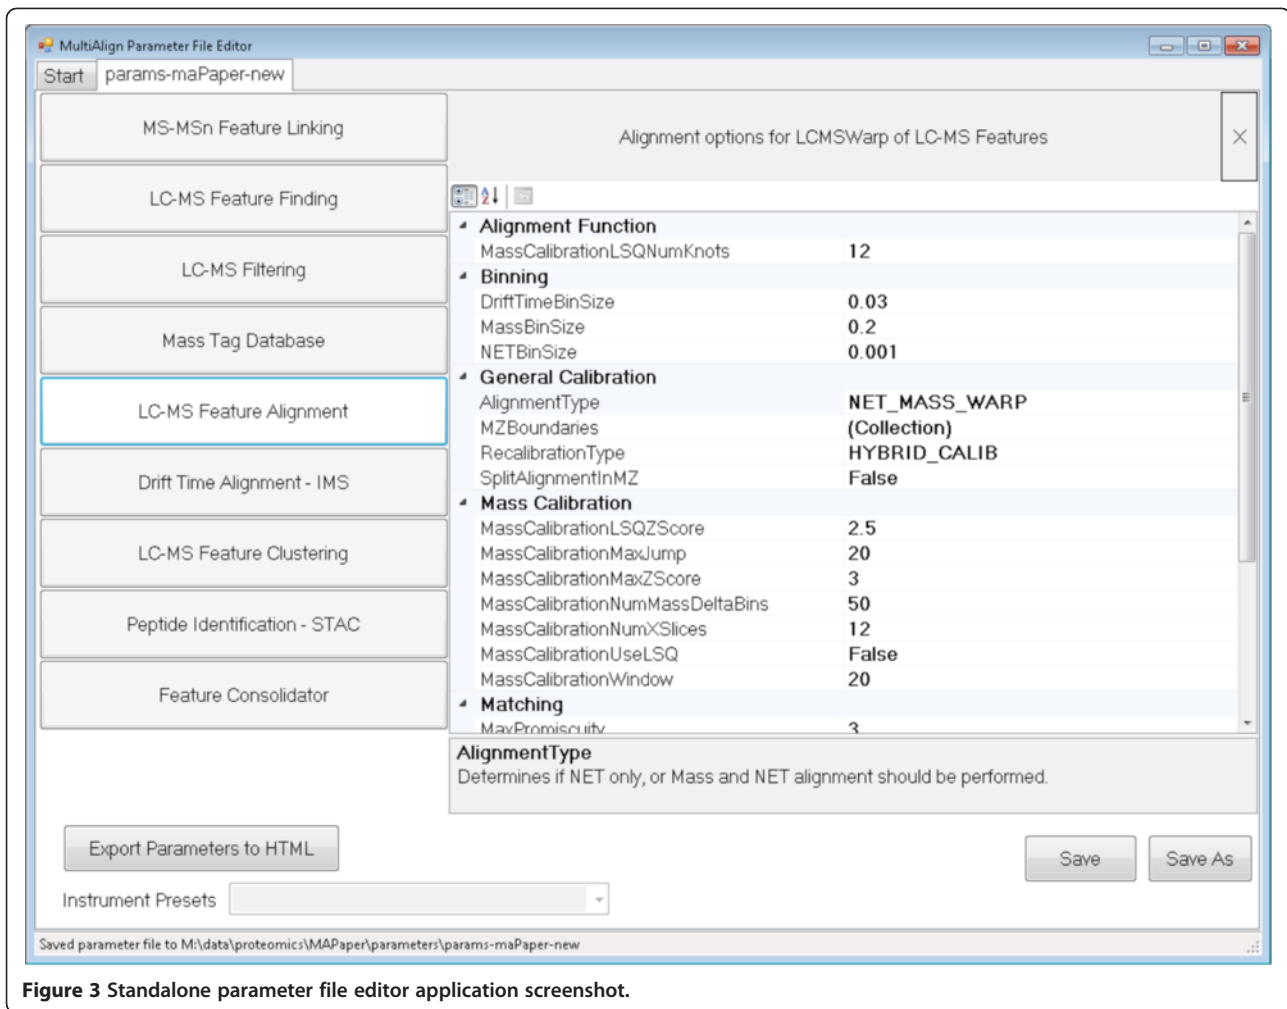 MultiAlign Parameter File Editor
Start params-maPaper-new
MS-MSn Feature Linking
LC-MS Feature Finding
LC-MS Filtering
Mass Tag Database
LC-MS Feature Alignment
Drift Time Alignment - IMS
LC-MS Feature Clustering
Peptide Identification - STAC
Feature Consolidator
Alignment options for LCMSWarp of LC-MS Features
Alignment Function
MassCalibrationLSQNumKnots 12
Binning
DriftTimeBinSize 0.03
MassBinSize 0.2
NETBinSize 0.001
General Calibration
AlignmentType NET_MASS_WARP
MZBoundaries (Collection)
RecalibrationType HYBRID_CALIB
SplitAlignmentInMZ False
Mass Calibration
MassCalibrationLSQZScore 2.5
MassCalibrationMaxJump 20
MassCalibrationMaxZScore 3
MassCalibrationNumMassDeltaBins 50
MassCalibrationNumXSlices 12
MassCalibrationUseLSQ False
MassCalibrationWindow 20
Matching
MaxPromiscuity 3
AlignmentType
Determines if NET only, or Mass and NET alignment should be performed.
Export Parameters to HTML
Save Save As
Instrument Presets
Saved parameter file to M:\data\proteomics\MAPaper\parameters\params-maPaper-new
Figure 3 Standalone parameter file editor application screenshot.